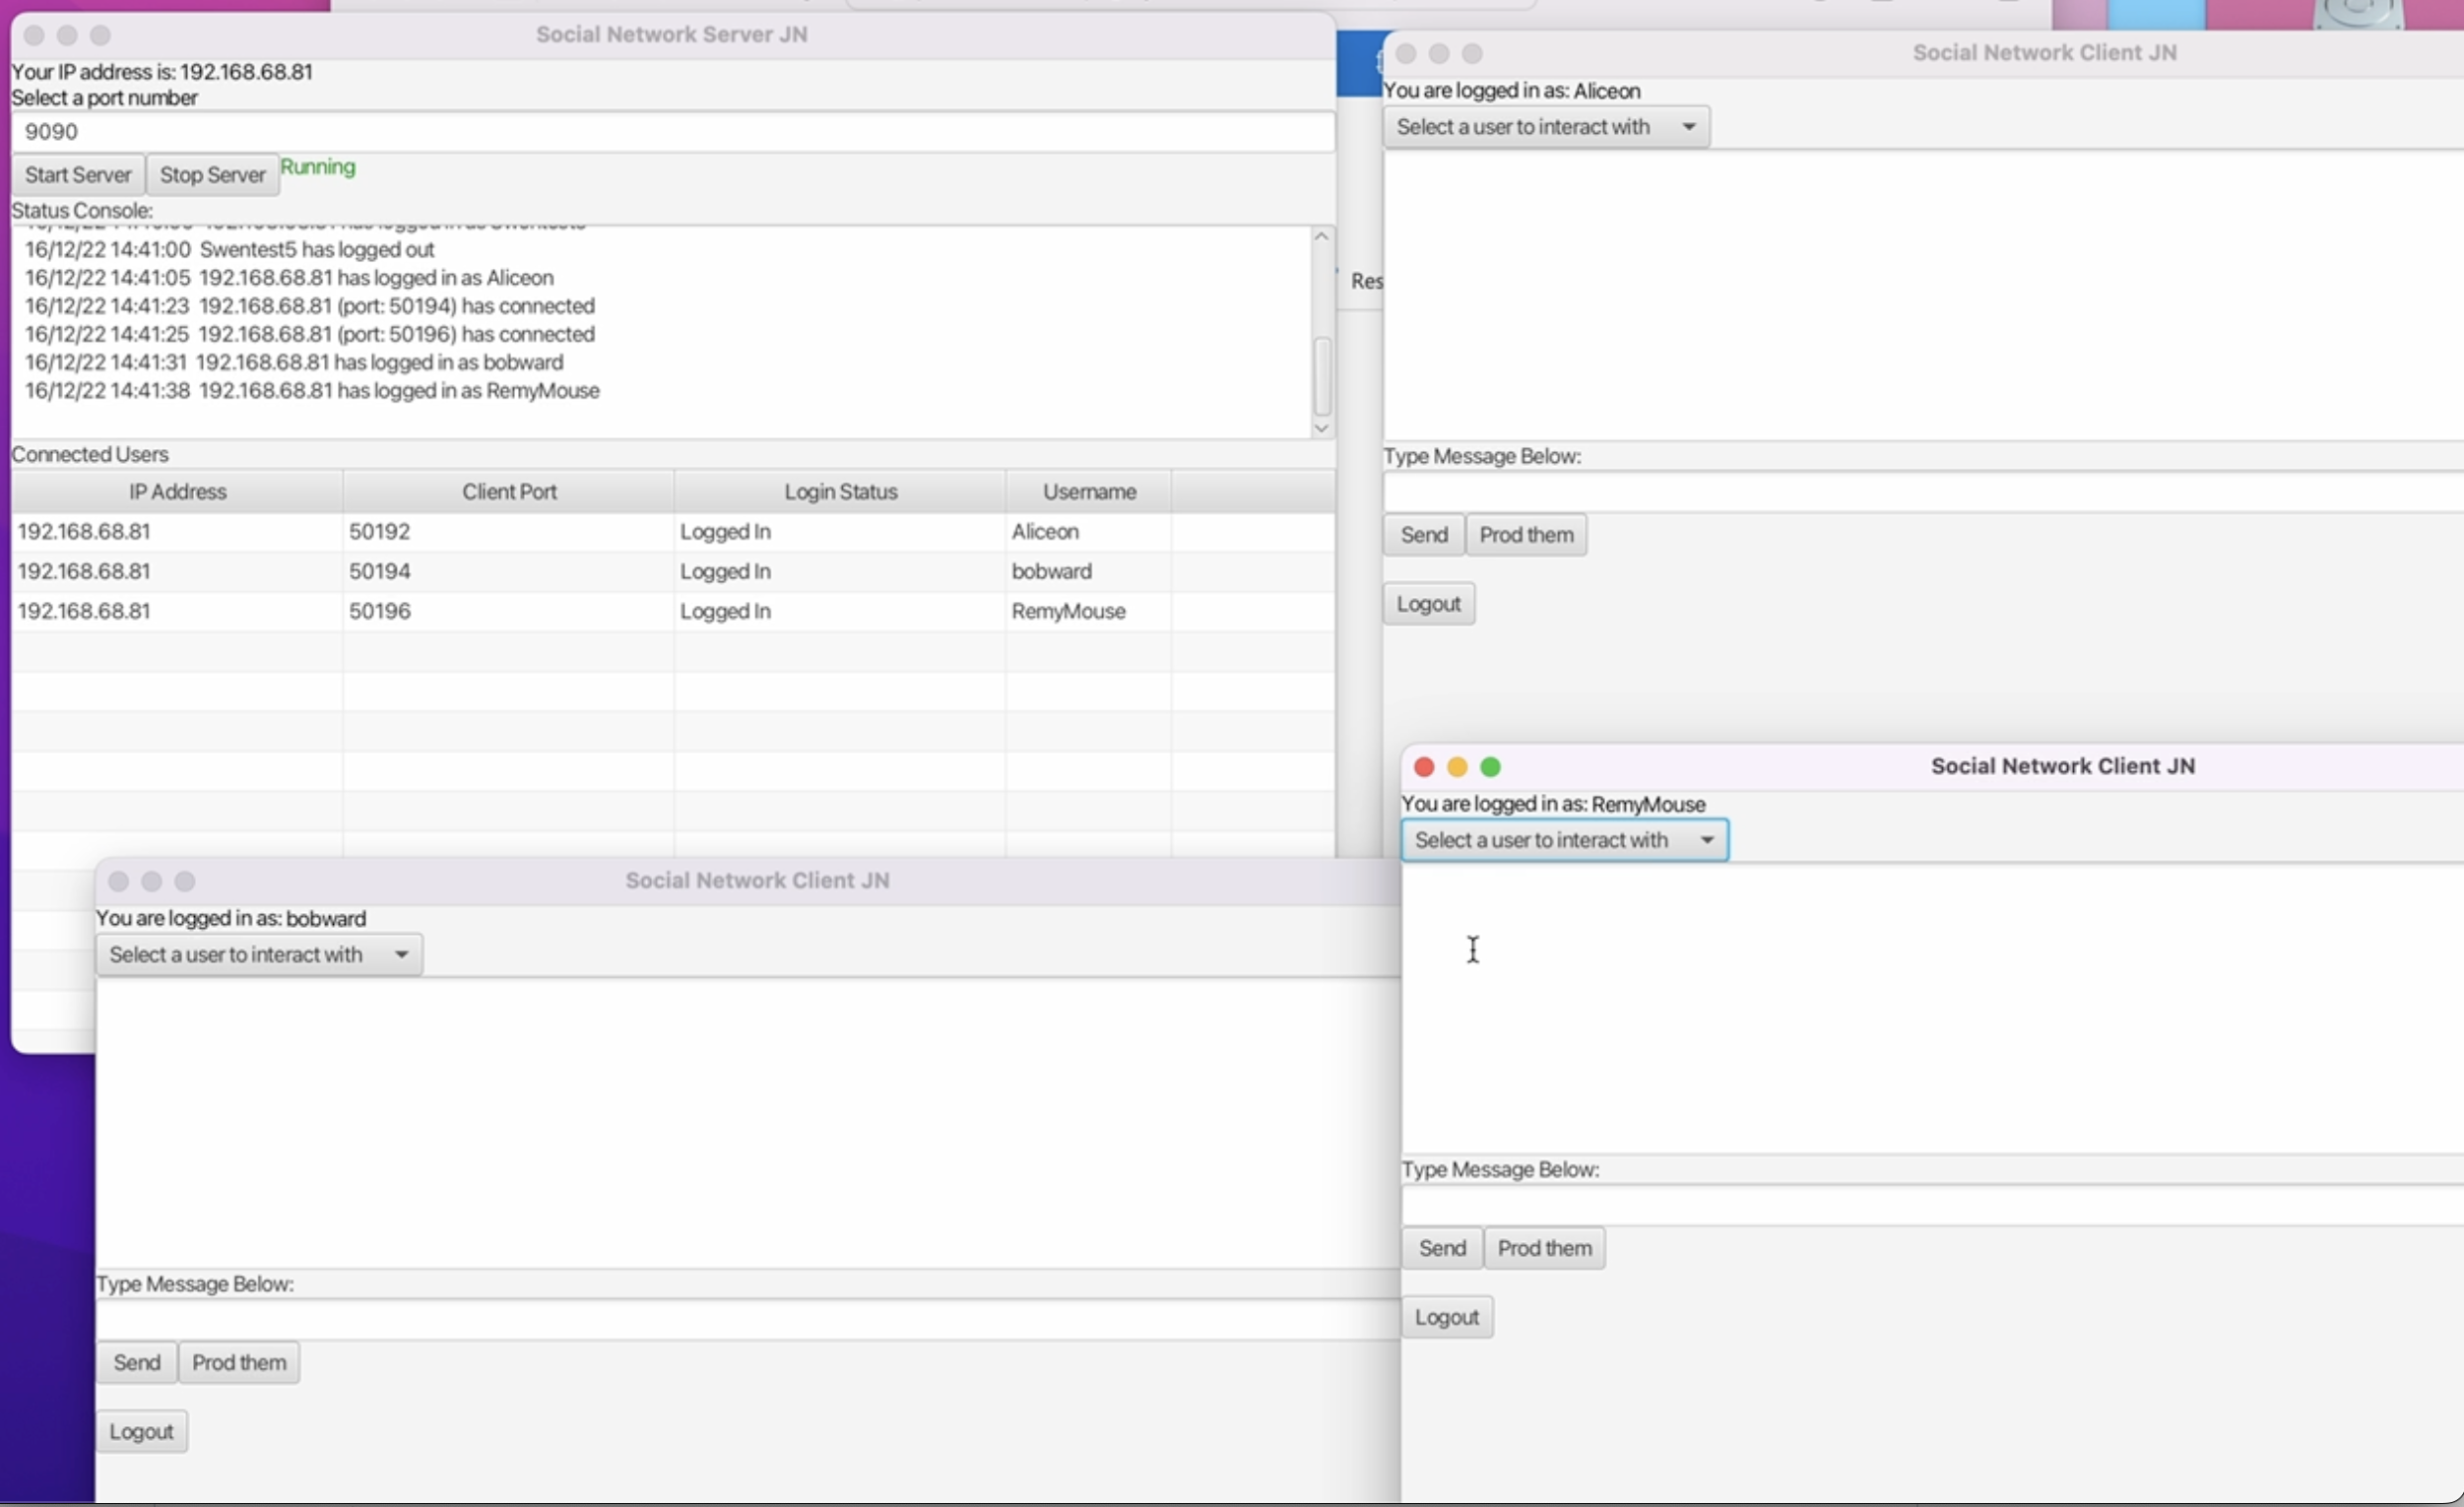 Social Network Server JN
Your IP address is: 192.168.68.81
Select a port number
9090
Start Server Stop Server Running
Status Console:
16/12/22 14:41:00 Swentest5 has logged out
16/12/22 14:41:05 192.168.68.81 has logged in as Aliceon
16/12/22 14:41:23 192.168.68.81 (port: 50194) has connected
16/12/22 14:41:25 192.168.68.81 (port: 50196) has connected
16/12/22 14:41:31 192.168.68.81 has logged in as bobward
16/12/22 14:41:38 192.168.68.81 has logged in as RemyMouse
Connected Users
IP Address Client Port Login Status Username
192.168.68.81 50192 Logged In Aliceon
192.168.68.81 50194 Logged In bobward
192.168.68.81 50196 Logged In RemyMouse
Res
Social Network Client JN
You are logged in as: Aliceon
Select a user to interact with
Type Message Below:
Send Prod them
Logout
Social Network Client JN
You are logged in as: bobward
Select a user to interact with
Type Message Below:
Send Prod them
Logout
Social Network Client JN
You are logged in as: RemyMouse
Select a user to interact with
Type Message Below:
Send Prod them
Logout